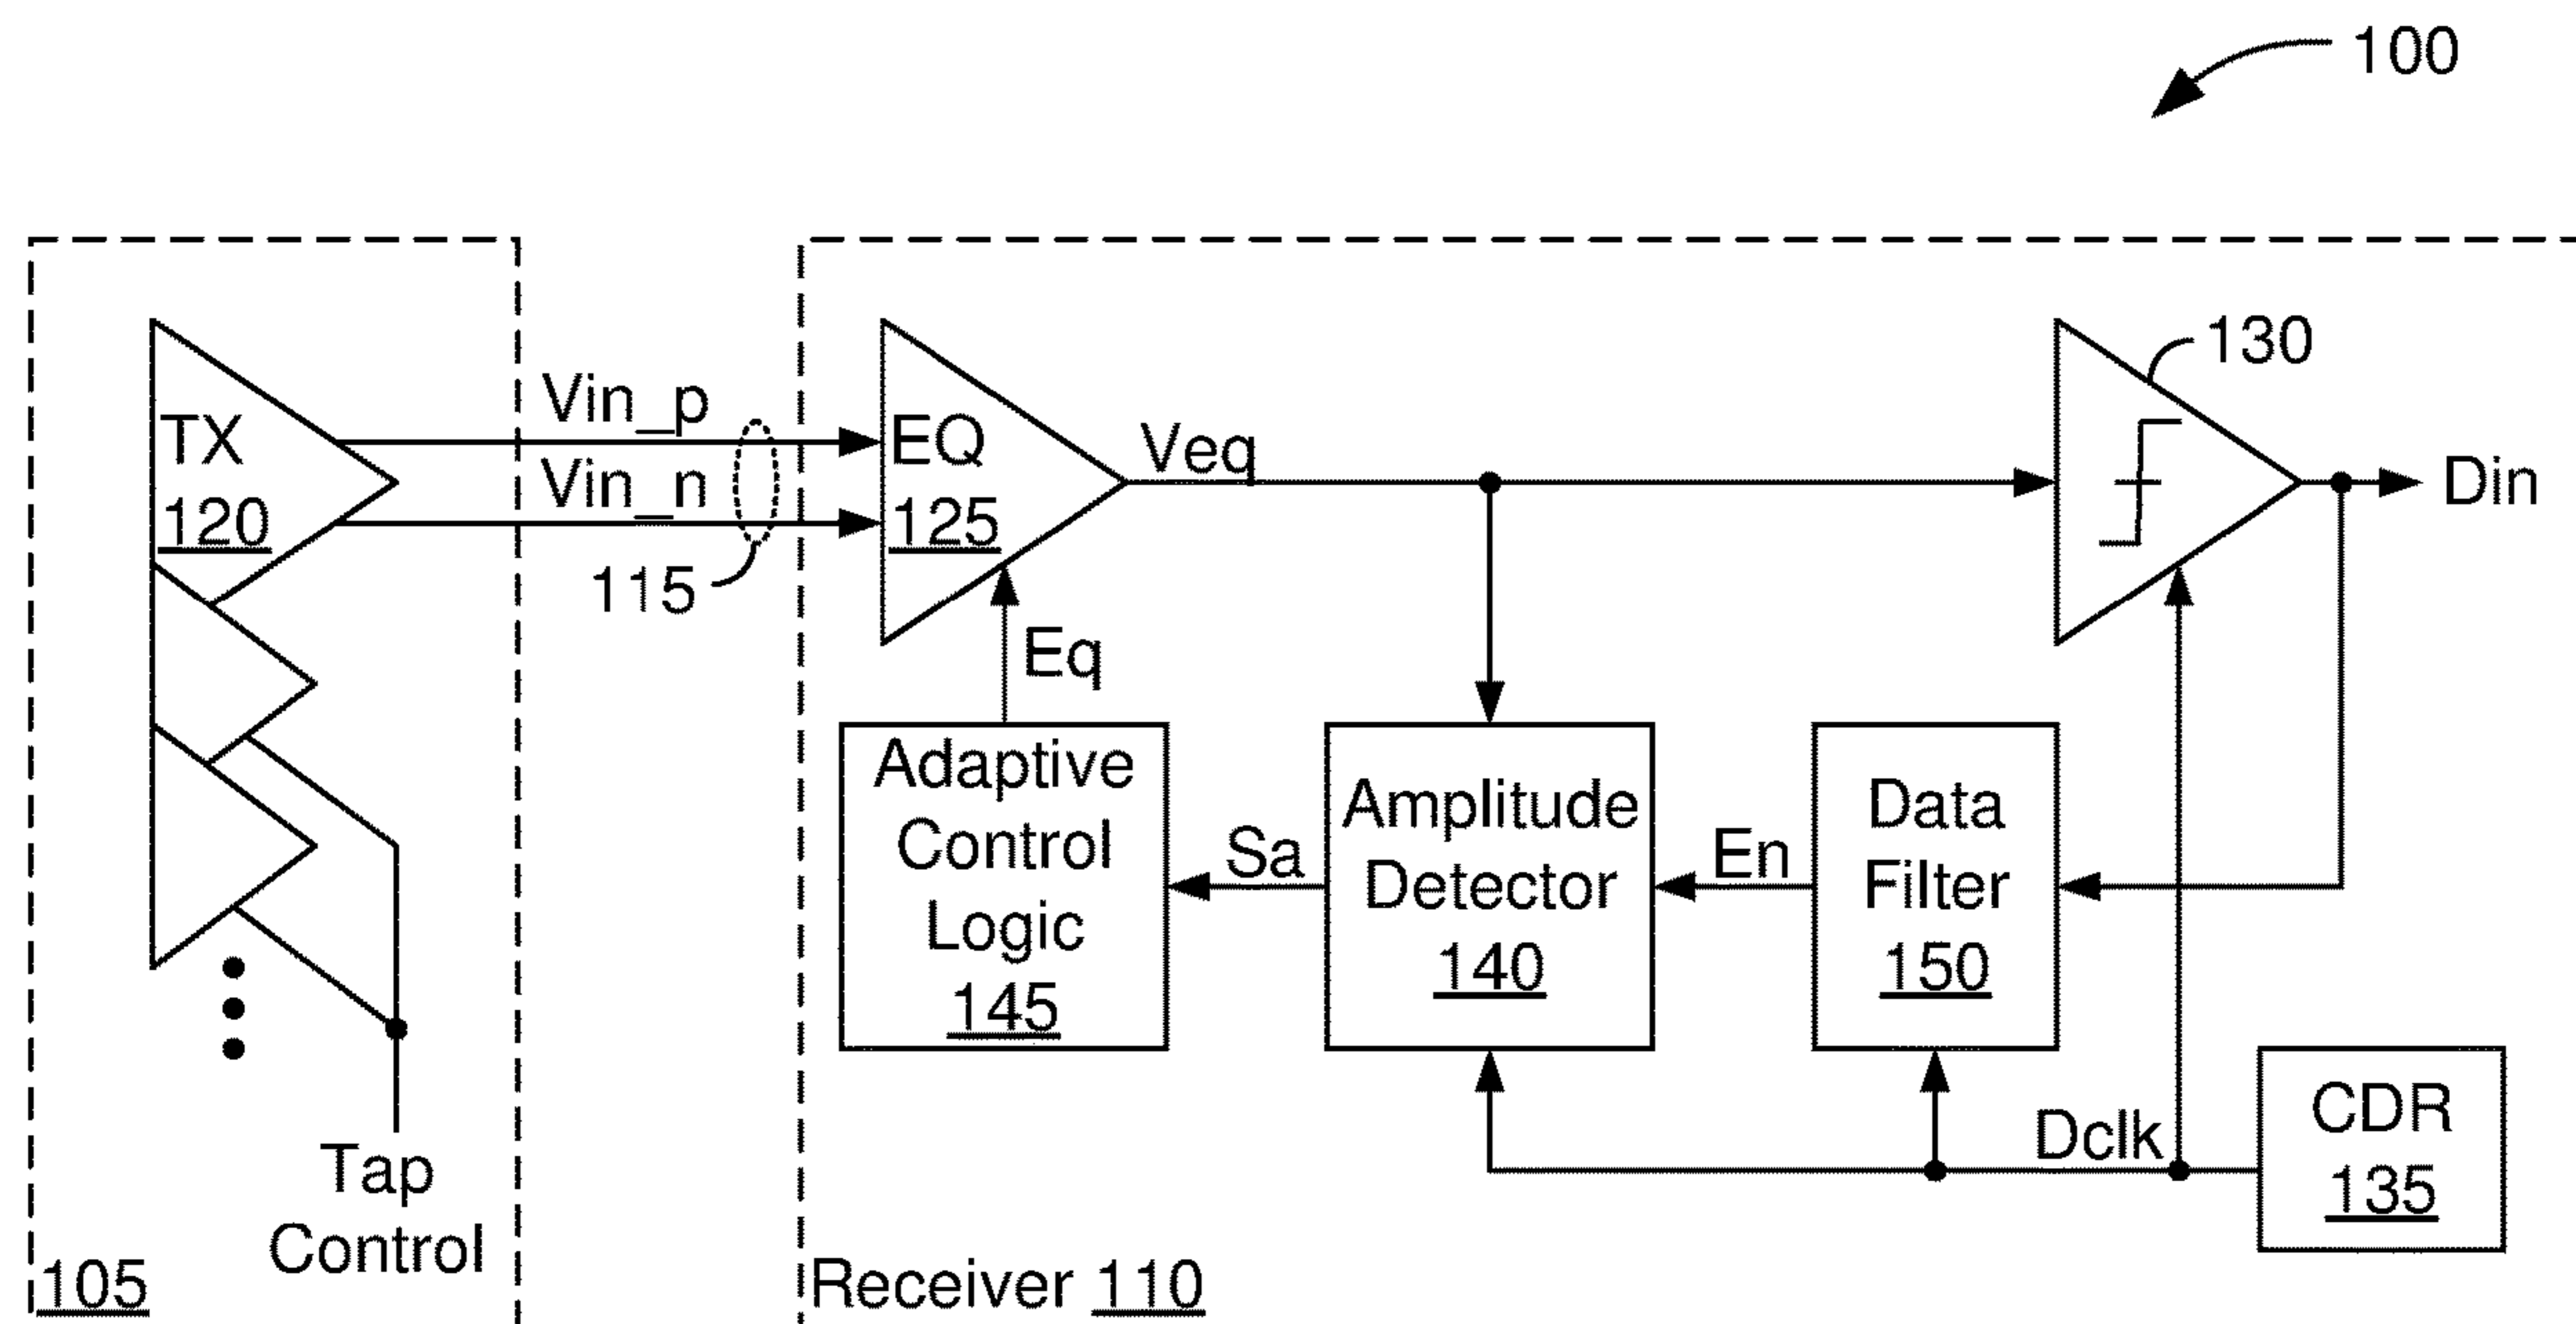 100
130
TX
120
Vin_p
Vin_n
115
EQ
125
Veq
Din
Eq
Adaptive
Control
Logic
145
Sa
Amplitude
Detector
140
En
Data
Filter
150
Dclk
CDR
135
Tap
Control
105
Receiver 110